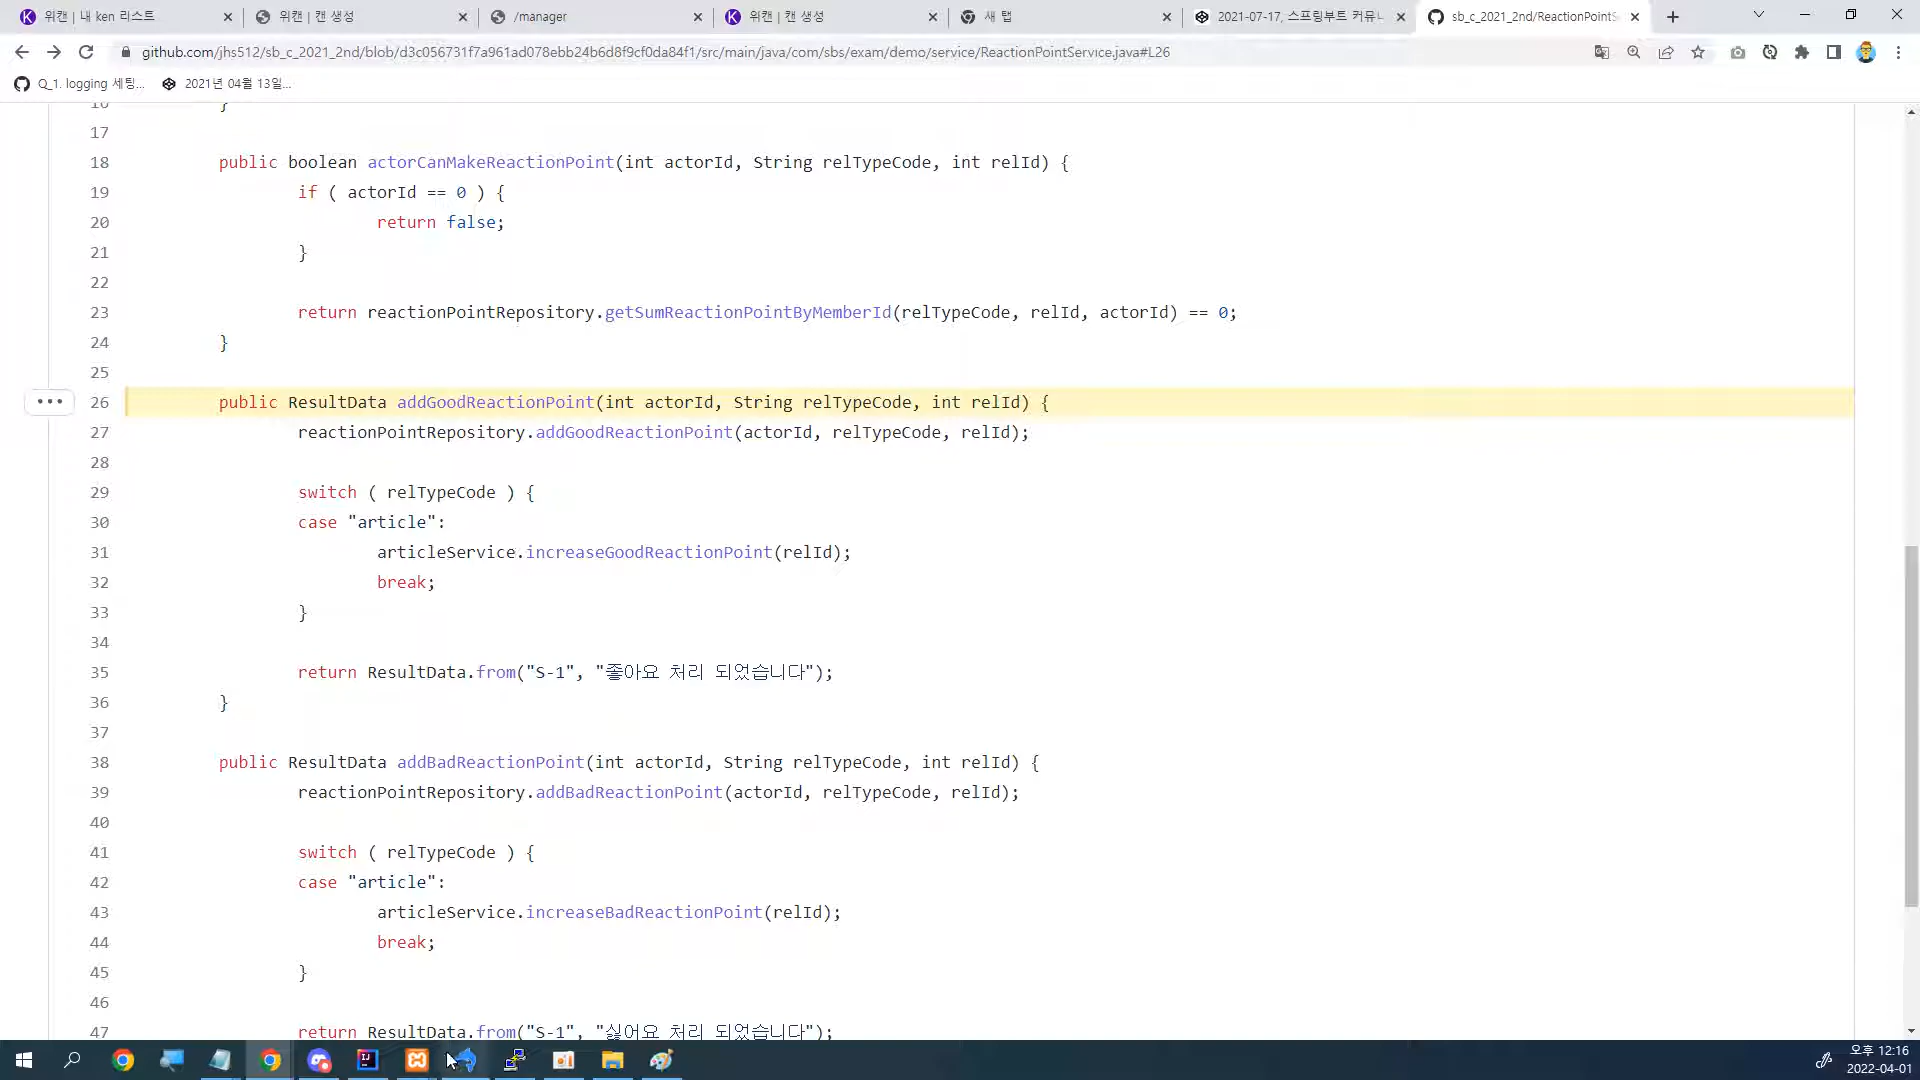 위캔 | 내 ken 리스트
위캔 | 캔 생성
/manager
위캔 | 캔 생성
새 탭
2021-07-17, 스프링부트 커뮤니
sb_c_2021_2nd/ReactionPointS
github.com/jhs512/sb_c_2021_2nd/blob/d3c056731f7a961ad078ebb24b6d8f9cf0da84f1/src/main/java/com/sbs/exam/demo/service/ReactionPointService.java#L26
Q_1. logging 세팅...
2021년 04월 13일...
16 }
17
18 public boolean actorCanMakeReactionPoint(int actorId, String relTypeCode, int relId) {
19 if ( actorId == 0 ) {
20 return false;
21 }
22
23 return reactionPointRepository.getSumReactionPointByMemberId(relTypeCode, relId, actorId) == 0;
24 }
25
26 public ResultData addGoodReactionPoint(int actorId, String relTypeCode, int relId) {
27 reactionPointRepository.addGoodReactionPoint(actorId, relTypeCode, relId);
28
29 switch ( relTypeCode ) {
30 case "article":
31 articleService.increaseGoodReactionPoint(relId);
32 break;
33 }
34
35 return ResultData.from("S-1", "좋아요 처리 되었습니다");
36 }
37
38 public ResultData addBadReactionPoint(int actorId, String relTypeCode, int relId) {
39 reactionPointRepository.addBadReactionPoint(actorId, relTypeCode, relId);
40
41 switch ( relTypeCode ) {
42 case "article":
43 articleService.increaseBadReactionPoint(relId);
44 break;
45 }
46
47 return ResultData.from("S-1", "싫어요 처리 되었습니다");
오후 12:16
2022-04-01